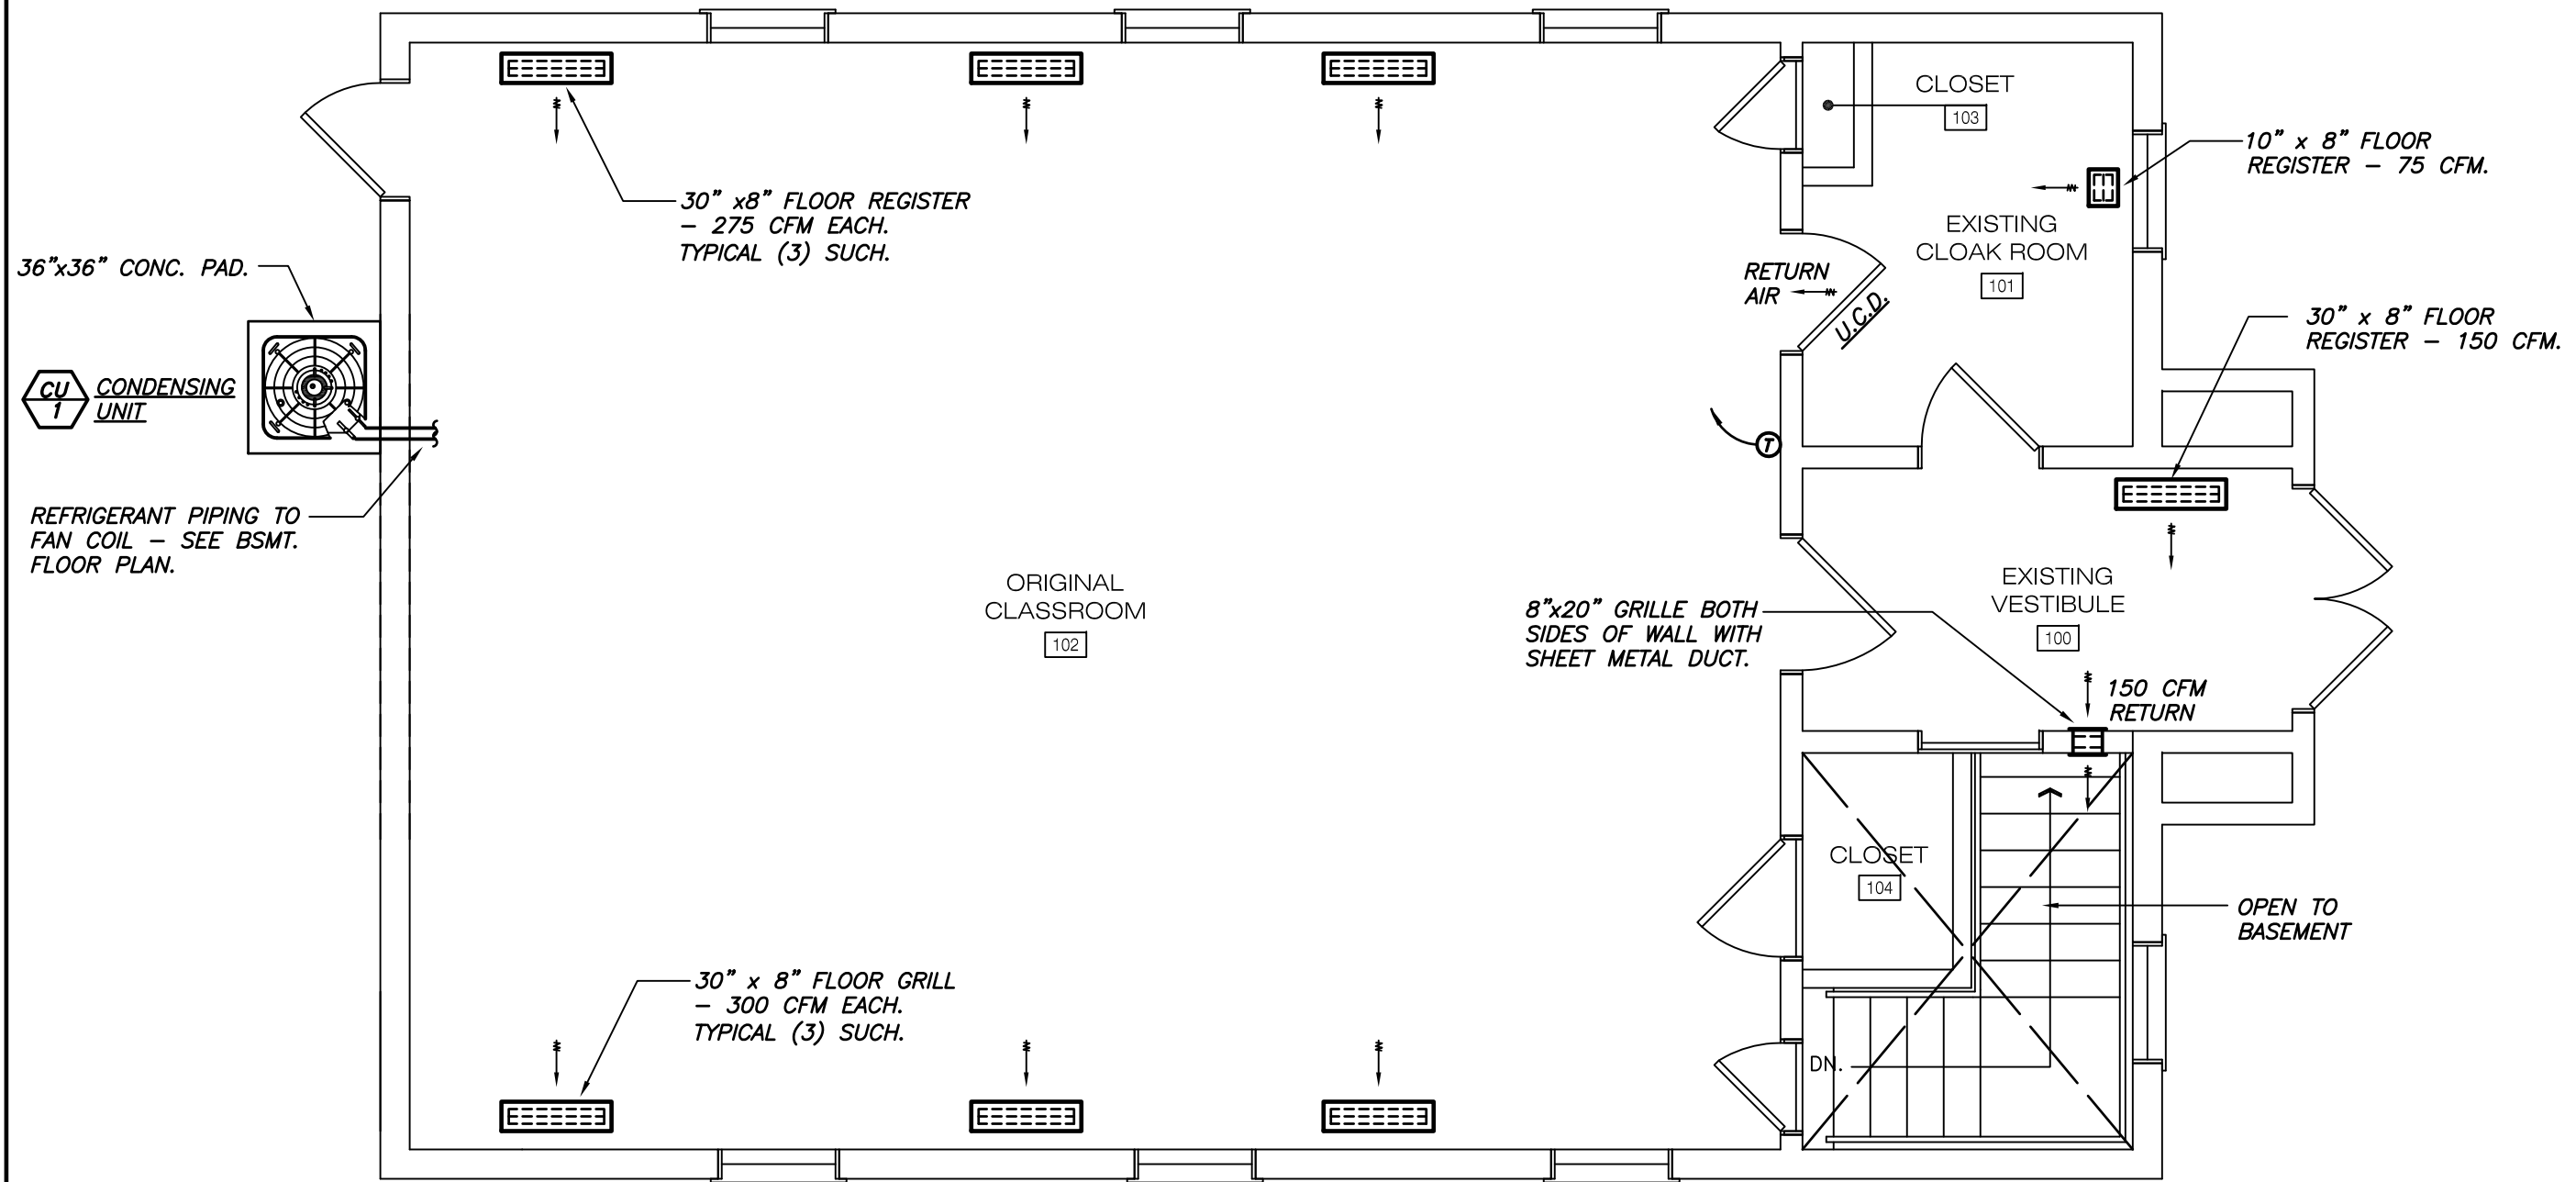 CLOSET
103
10" x 8" FLOOR
REGISTER – 75 CFM.
30" x8" FLOOR REGISTER
– 275 CFM EACH.
TYPICAL (3) SUCH.
EXISTING
CLOAK ROOM
101
36"x36" CONC. PAD.
RETURN
AIR
U.C.D.
30" x 8" FLOOR
REGISTER – 150 CFM.
CU
1
CONDENSING
UNIT
T
REFRIGERANT PIPING TO
FAN COIL – SEE BSMT.
FLOOR PLAN.
ORIGINAL
CLASSROOM
102
8"x20" GRILLE BOTH
SIDES OF WALL WITH
SHEET METAL DUCT.
EXISTING
VESTIBULE
100
150 CFM
RETURN
CLOSET
104
OPEN TO
BASEMENT
30" x 8" FLOOR GRILL
– 300 CFM EACH.
TYPICAL (3) SUCH.
DN.